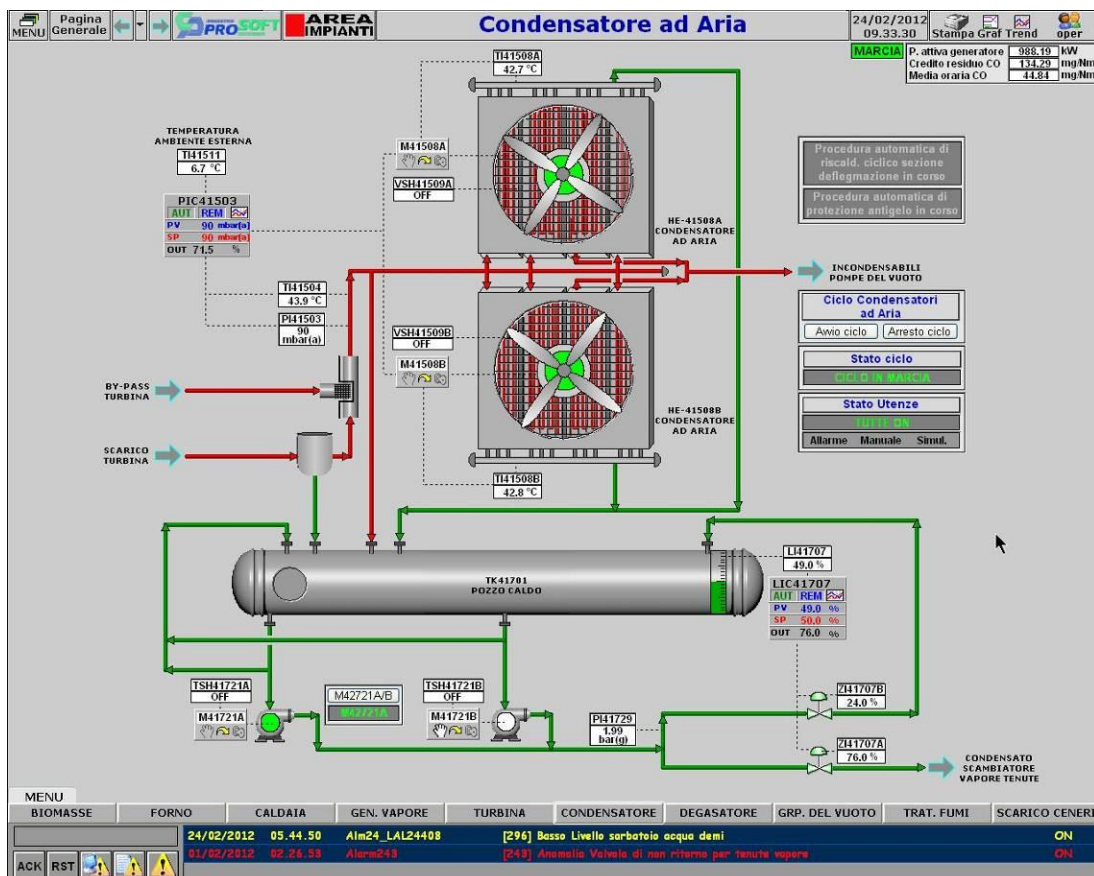 MENU
Pagina Generale
PROGETTO PROSOFT
AREA IMPIANTI
Condensatore ad Aria
24/02/2012
09.33.30
Stampa Graf Trend
oper
MARCIA
P. attiva generatore 988.19 kW
Credito residuo CO 134.29 mg/Nm
Media oraria CO 44.84 mg/Nm
TI41508A
42.7 °C
TEMPERATURA
AMBIENTE ESTERNA
TI41511
6.7 °C
M41508A
VSH41509A
OFF
PIC41503
AUT REM
PV 90 mbar(a)
SP 90 mbar(a)
OUT 71.5 %
HE-41508A
CONDENSATORE
AD ARIA
Procedura automatica di
riscald. ciclico sezione
deflegmazione in corso
Procedura automatica di
protezione antigelo in corso
INCONDENSABILI
POMPE DEL VUOTO
TI41504
43.9 °C
PI41503
90
mbar(a)
VSH41509B
OFF
M41508B
Ciclo Condensatori
ad Aria
Avvio ciclo
Arresto ciclo
Stato ciclo
CICLO IN MARCIA
Stato Utenze
TUTTE ON
Allarme Manuale Simul.
BY-PASS
TURBINA
HE-41508B
CONDENSATORE
AD ARIA
SCARICO
TURBINA
TI41508B
42.8 °C
LI41707
49.0 %
TK41701
POZZO CALDO
LIC41707
AUT REM
PV 49.0 %
SP 50.0 %
OUT 76.0 %
TSH41721A
OFF
M41721A
M42721A/B
M42721A
TSH41721B
OFF
M41721B
PI41729
1.99
bar(g)
ZI41707B
24.0 %
ZI41707A
76.0 %
CONDENSATO
SCAMBIATORE
VAPORE TENUTE
MENU
BIOMASSE FORNO CALDAIA GEN. VAPORE TURBINA CONDENSATORE DEGASATORE GRP. DEL VUOTO TRAT. FUMI SCARICO CENERI
24/02/2012 05.44.50 Alm24_LAL24408 [296] Basso Livello sarbatoio acqua demi ON
01/02/2012 02.26.53 Alarm243 [243] Anomalia Valvola di non ritorno per tenute vapore ON
ACK RST